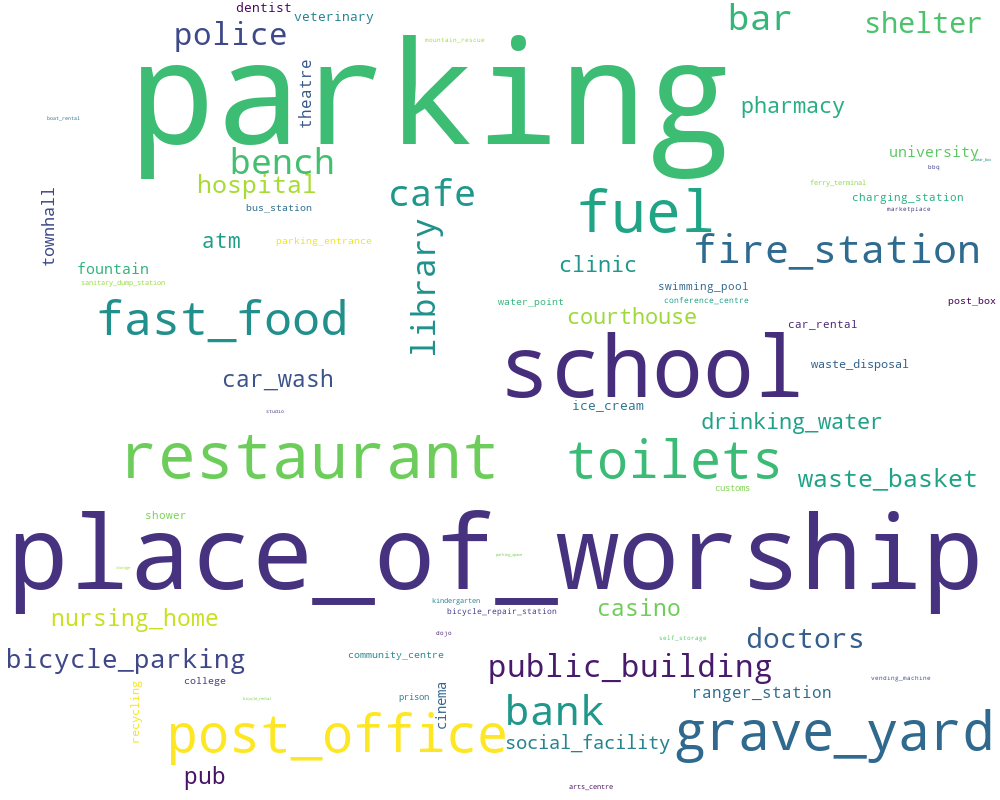 dentist
veterinary
bar
shelter
police
mountain_rescue
parking
theatre
pharmacy
boat_rental
bench
university
bbq
hospital
cafe
ferry_terminal
townhall
bus_station
library
fuel
charging_station
marketplace
atm
parking_entrance
fire_station
fountain
clinic
sanitary_dump_station
swimming_pool
water_point
conference_centre
post_box
fast_food
courthouse
car_rental
school
waste_disposal
car_wash
ice_cream
studio
drinking_water
restaurant
toilets
waste_basket
customs
shower
place_of_worship
parking_space
kindergarten
bicycle_repair_station
casino
nursing_home
dojo
self_storage
doctors
bicycle_parking
community_centre
public_building
college
vending_machine
recycling
prison
cinema
ranger_station
bicycle_rental
post_office
bank
social_facility
grave_yard
pub
arts_centre